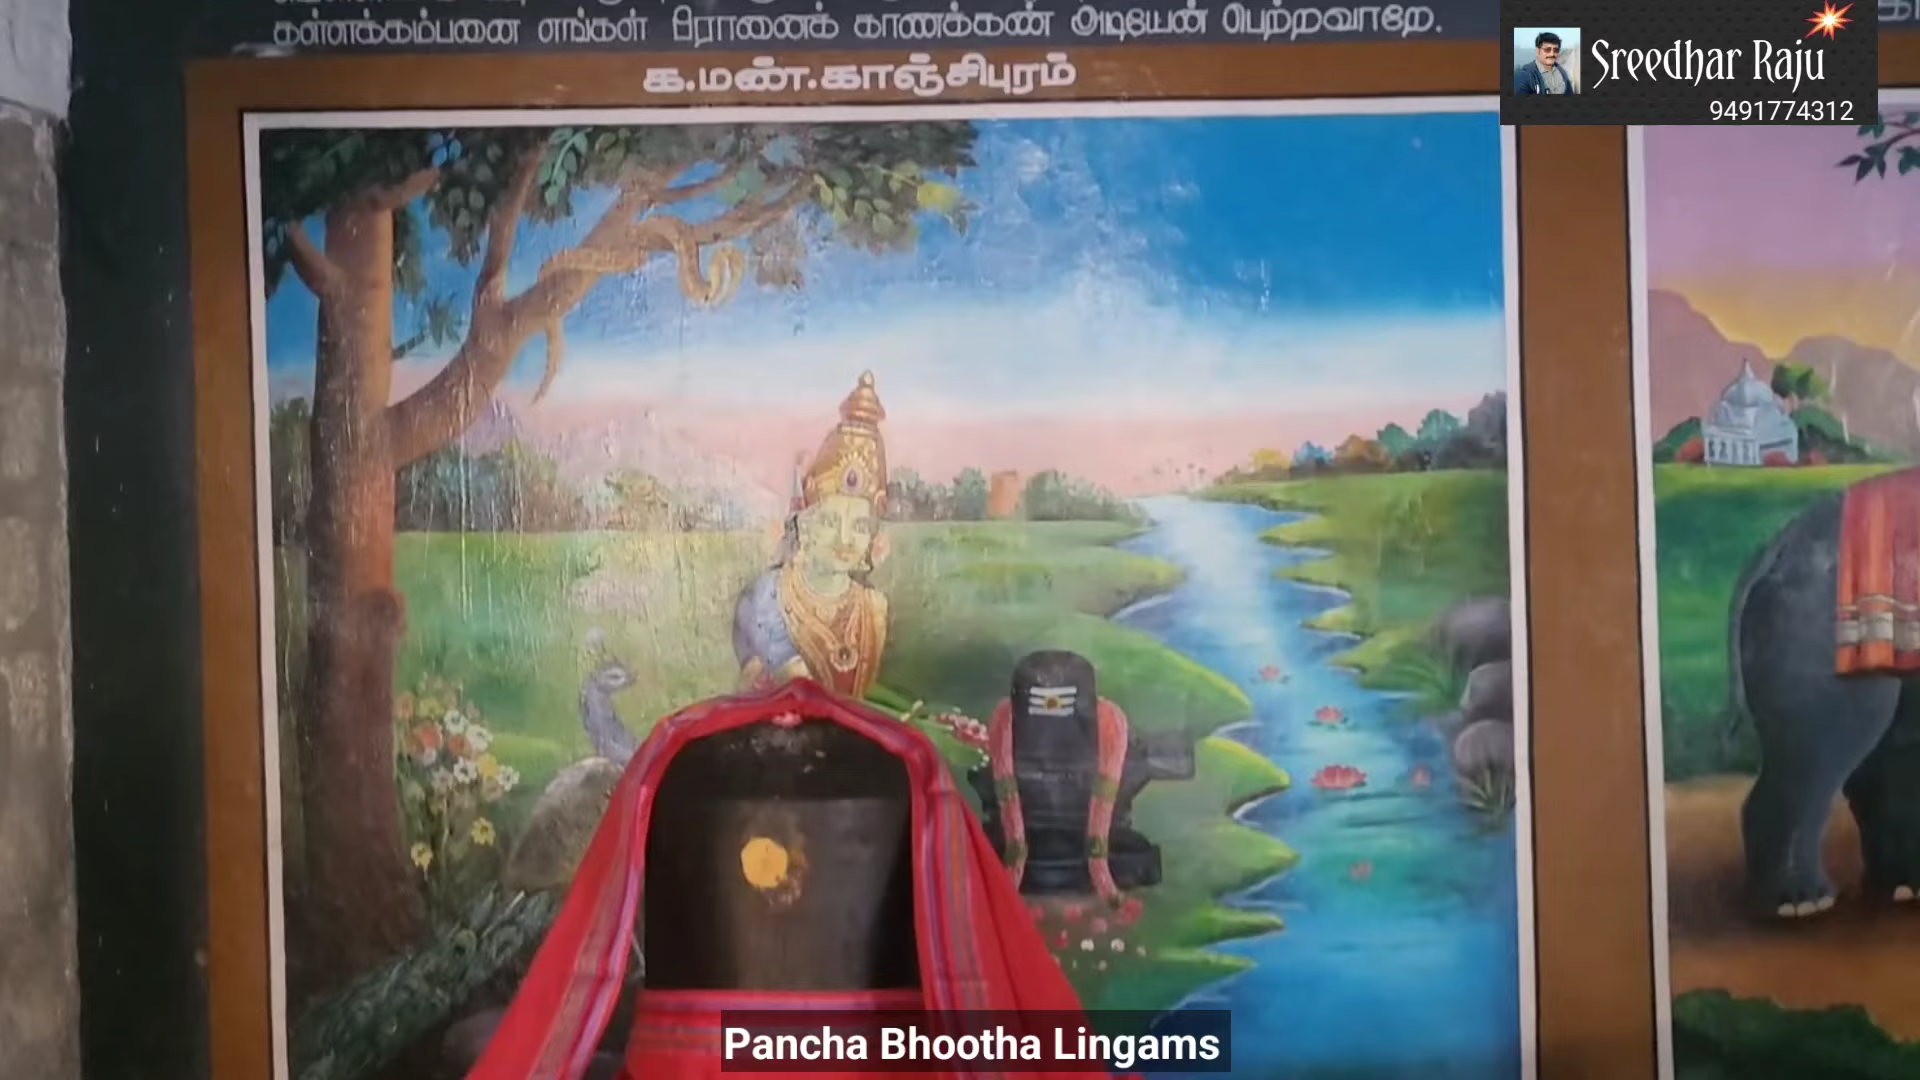 கள்ளக்கம்பனை எங்கள் பிரானைக் காணக்கண் அடியேன் பெற்றவாறே.
க.மண்.காஞ்சிபுரம்
Sreedhar Raju
9491774312
Pancha Bhootha Lingams